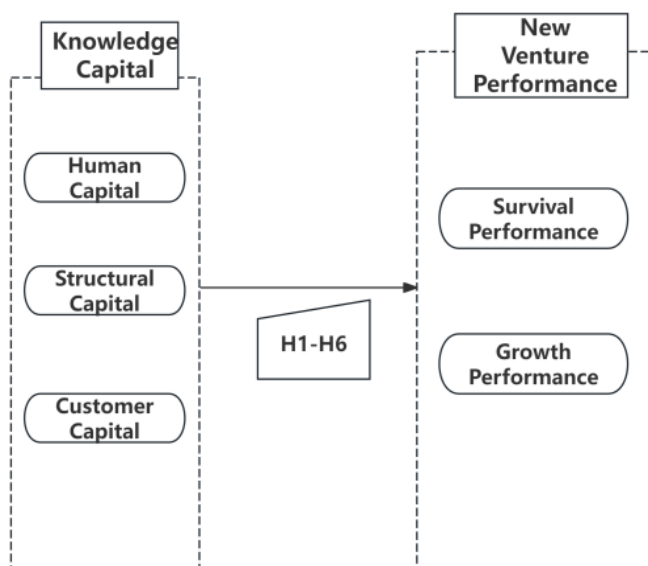 Knowledge
Capital
Human
Capital
Structural
Capital
Customer
Capital
H1-H6
New
Venture
Performance
Survival
Performance
Growth
Performance